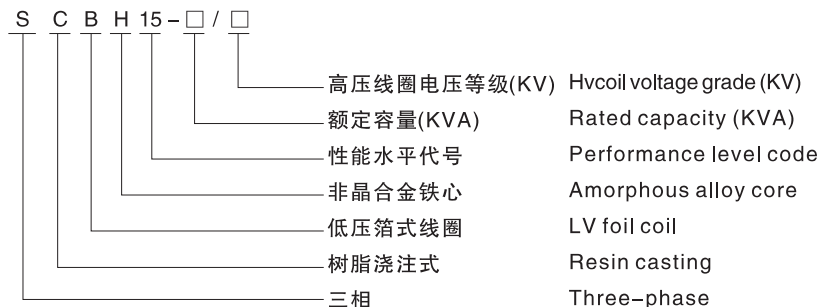 S C B H 15-□/□
高压线圈电压等级(KV) Hvcoil voltage grade (KV)
额定容量(KVA) Rated capacity (KVA)
性能水平代号 Performance level code
非晶合金铁心 Amorphous alloy core
低压箔式线圈 LV foil coil
树脂浇注式 Resin casting
三相 Three-phase